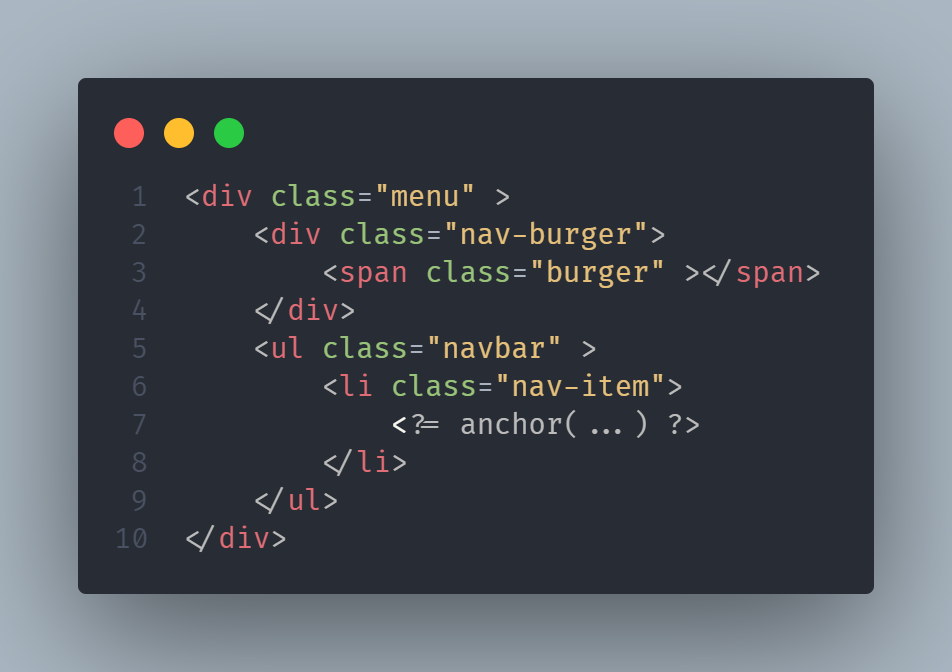 1 <div class="menu" >
2     <div class="nav-burger">
3         <span class="burger" ></span>
4     </div>
5     <ul class="navbar" >
6         <li class="nav-item">
7             <?= anchor(...) ?>
8         </li>
9     </ul>
10 </div>